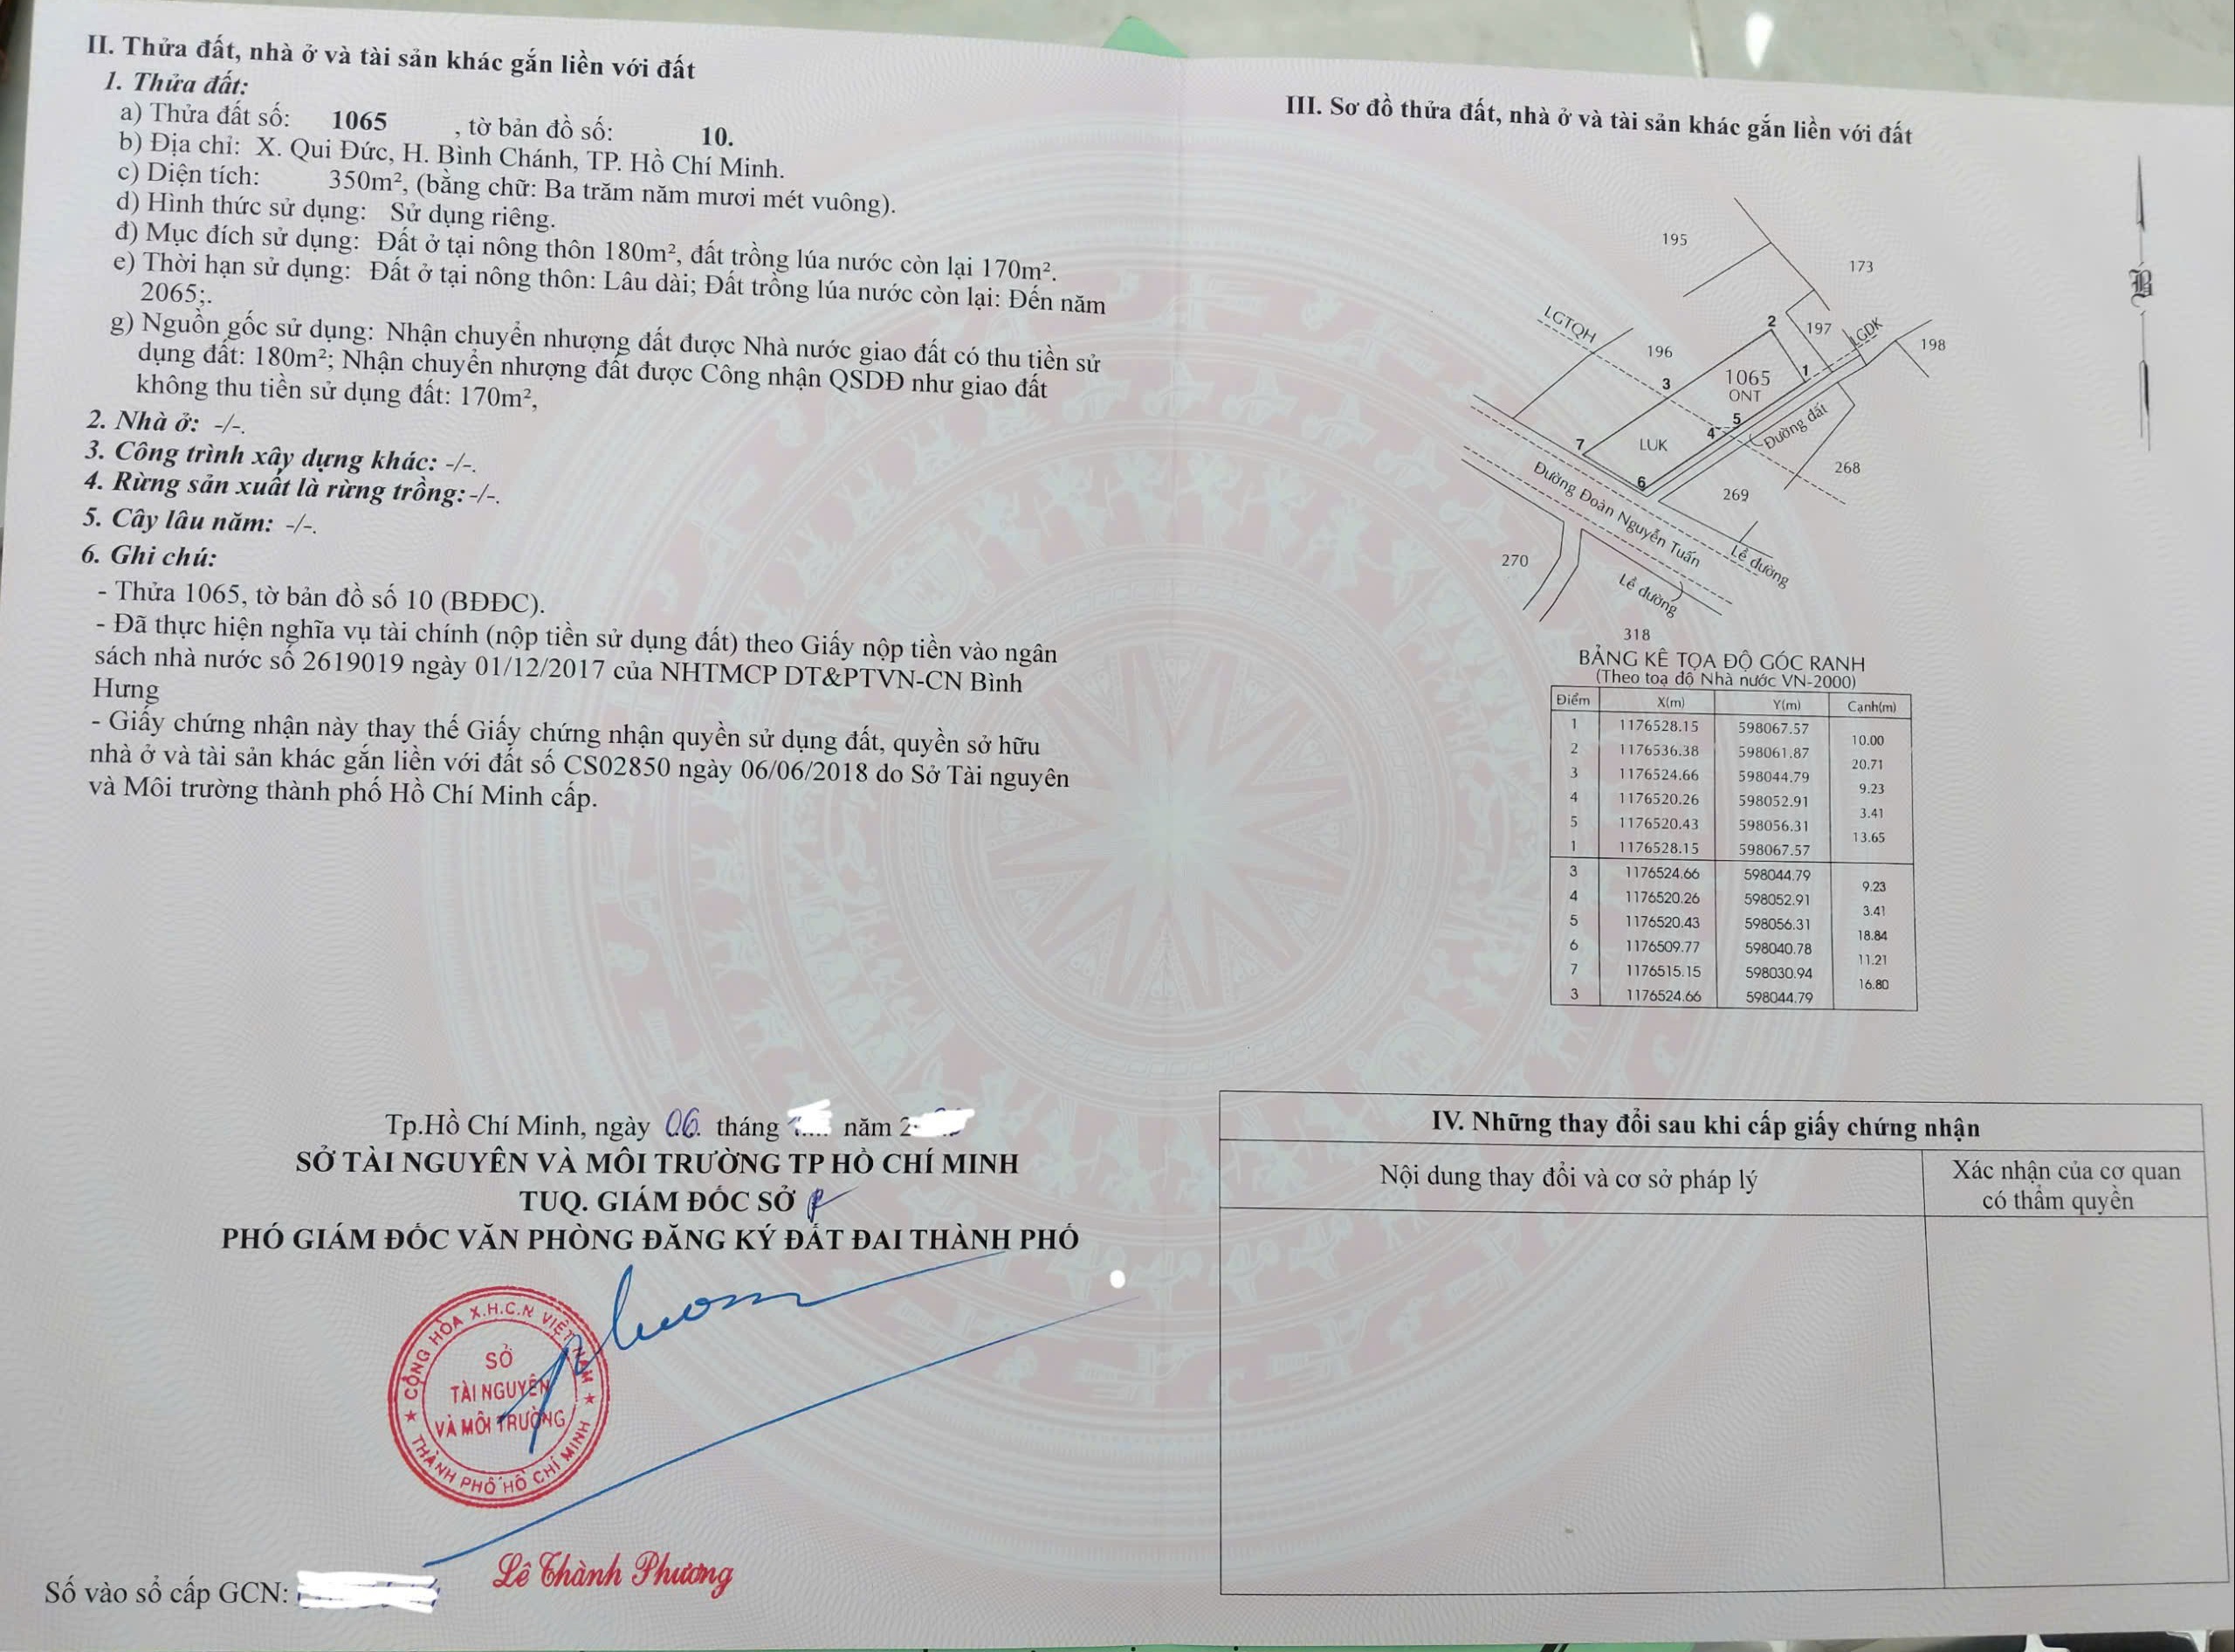 II. Thửa đất, nhà ở và tài sản khác gắn liền với đất
1. Thửa đất:
a) Thửa đất số: 1065 , tờ bản đồ số: 10.
b) Địa chỉ: X. Qui Đức, H. Bình Chánh, TP. Hồ Chí Minh.
c) Diện tích: 350m², (bằng chữ: Ba trăm năm mươi mét vuông).
d) Hình thức sử dụng: Sử dụng riêng.
đ) Mục đích sử dụng: Đất ở tại nông thôn 180m², đất trồng lúa nước còn lại 170m².
e) Thời hạn sử dụng: Đất ở tại nông thôn: Lâu dài; Đất trồng lúa nước còn lại: Đến năm
2065;.
g) Nguồn gốc sử dụng: Nhận chuyển nhượng đất được Nhà nước giao đất có thu tiền sử
dụng đất: 180m²; Nhận chuyển nhượng đất được Công nhận QSDĐ như giao đất
không thu tiền sử dụng đất: 170m²,
2. Nhà ở: -/-.
3. Công trình xây dựng khác: -/-.
4. Rừng sản xuất là rừng trồng: -/-.
5. Cây lâu năm: -/-.
6. Ghi chú:
- Thửa 1065, tờ bản đồ số 10 (BĐĐC).
- Đã thực hiện nghĩa vụ tài chính (nộp tiền sử dụng đất) theo Giấy nộp tiền vào ngân
sách nhà nước số 2619019 ngày 01/12/2017 của NHTMCP DT&PTVN-CN Bình
Hưng
- Giấy chứng nhận này thay thế Giấy chứng nhận quyền sử dụng đất, quyền sở hữu
nhà ở và tài sản khác gắn liền với đất số CS02850 ngày 06/06/2018 do Sở Tài nguyên
và Môi trường thành phố Hồ Chí Minh cấp.
Tp.Hồ Chí Minh, ngày 06. tháng năm 2
SỞ TÀI NGUYÊN VÀ MÔI TRƯỜNG TP HỒ CHÍ MINH
TUQ. GIÁM ĐỐC SỞ
PHÓ GIÁM ĐỐC VĂN PHÒNG ĐĂNG KÝ ĐẤT ĐAI THÀNH PHỐ
CỘNG HÒA X.H.C.N VIỆT NAM
SỞ
TÀI NGUYÊN
VÀ MÔI TRƯỜNG
THÀNH PHỐ HỒ CHÍ MINH
Lê Thành Phương
Số vào sổ cấp GCN:
III. Sơ đồ thửa đất, nhà ở và tài sản khác gắn liền với đất
B
195
173
LGTQH
2
197
LGDK
198
196
3
1065
ONT
1
5
4
Đường đất
7
LUK
6
268
269
Đường Đoàn Nguyễn Tuấn
Lề đường
270
Lề đường
318
BẢNG KÊ TỌA ĐỘ GÓC RANH
(Theo toạ độ Nhà nước VN-2000)
Điểm X(m) Y(m) Cạnh(m)
1 1176528.15 598067.57
10.00
2 1176536.38 598061.87
20.71
3 1176524.66 598044.79
9.23
4 1176520.26 598052.91
3.41
5 1176520.43 598056.31
13.65
1 1176528.15 598067.57
3 1176524.66 598044.79
9.23
4 1176520.26 598052.91
3.41
5 1176520.43 598056.31
18.84
6 1176509.77 598040.78
11.21
7 1176515.15 598030.94
16.80
3 1176524.66 598044.79
IV. Những thay đổi sau khi cấp giấy chứng nhận
Nội dung thay đổi và cơ sở pháp lý
Xác nhận của cơ quan
có thẩm quyền